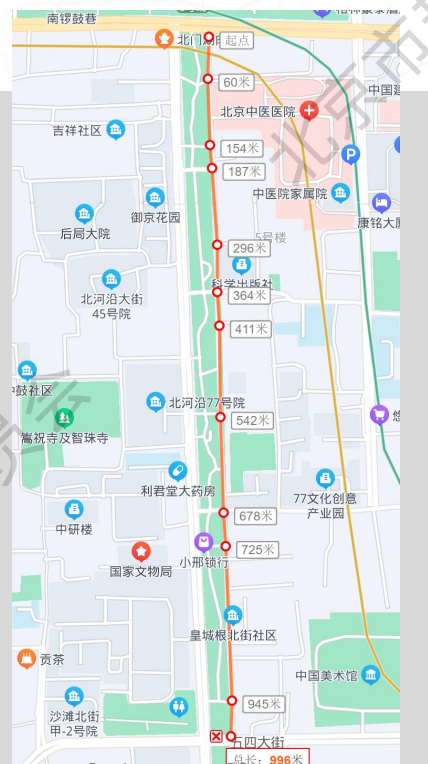 南锣鼓巷
起点
60米
北京中医医院
吉祥社区
154米
187米
中医院家属院
御京花园
康铭大
后局大院
5号楼
296米
科学出版社
北河沿大街
45号院
364米
411米
中鼓社区
北河沿77号院
嵩祝寺及智珠寺
542米
利君堂大药房
77文化创意
产业园
678米
中研楼
小邢锁行
725米
国家文物局
皇城根北街社区
贡茶
中国美术馆
945米
沙滩北街
甲-2号院
五四大街
总长：996米
北京市
员会